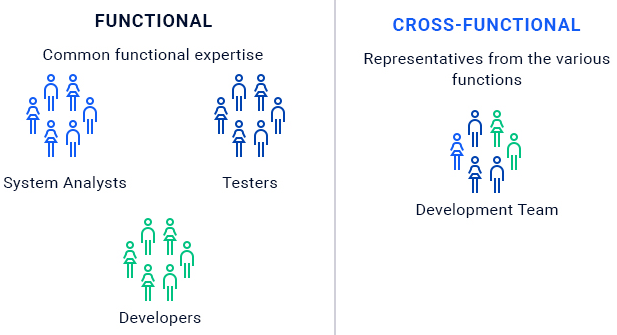 FUNCTIONAL
Common functional expertise
System Analysts
Testers
Developers
CROSS-FUNCTIONAL
Representatives from the various
functions
Development Team